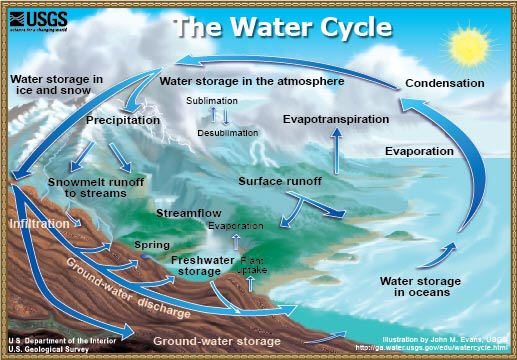 USGS
science for a changing world
The Water Cycle
Water storage in
ice and snow
Water storage in the atmosphere
Condensation
Sublimation
Precipitation
Desublimation
Evapotranspiration
Evaporation
Snowmelt runoff
to streams
Surface runoff
Streamflow
Infiltration
Evaporation
Spring
Freshwater
storage
Plant
uptake
Ground-water discharge
Water storage
in oceans
Ground-water storage
U.S. Department of the Interior
U.S. Geological Survey
Illustration by John M. Evans, USGS
http://ga.water.usgs.gov/edu/watercycle.html